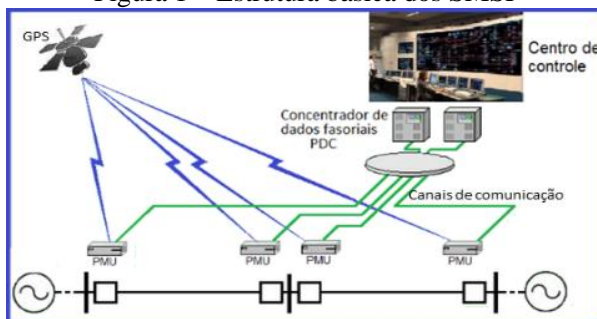 Figura 1 – Estrutura básica dos SMSF
GPS
Centro de
controle
Concentrador de
dados fasoriais
PDC
Canais de comunicação
PMU
PMU
PMU
PMU